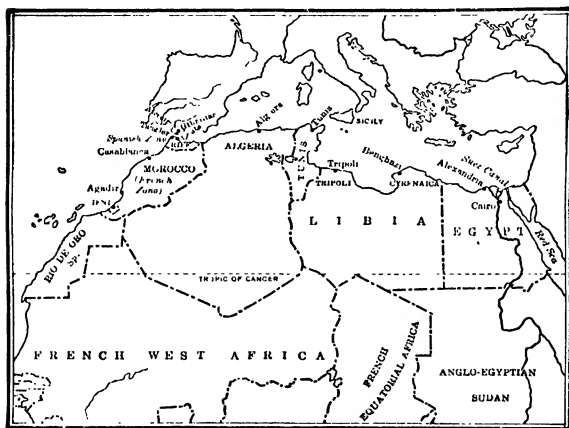 Gibraltar
Tangier
Spanish Zone
RIFF
Casablanca
MOROCCO
(French
Zone)
Agadir
IFNI
RIO DE ORO
Sp.
Algiers
ALGERIA
Tunis
TUNIS
SICILY
Tripoli
TRIPOLI
Benghazi
CYRENAICA
Alexandria
Suez Canal
Cairo
LIBIA
EGYPT
Red Sea
TROPIC OF CANCER
FRENCH WEST AFRICA
FRENCH
EQUATORIAL AFRICA
ANGLO-EGYPTIAN
SUDAN